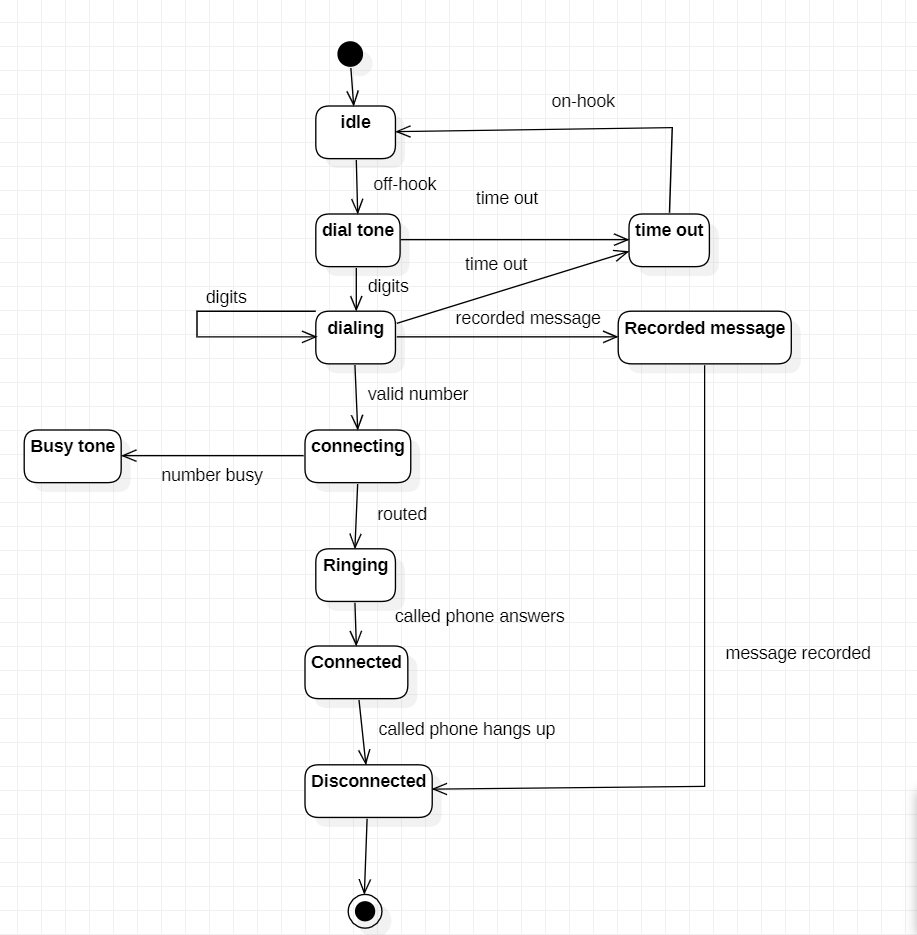 on-hook
idle
off-hook
time out
dial tone
time out
time out
digits
digits
recorded message
dialing
Recorded message
valid number
Busy tone
connecting
number busy
routed
Ringing
called phone answers
message recorded
Connected
called phone hangs up
Disconnected